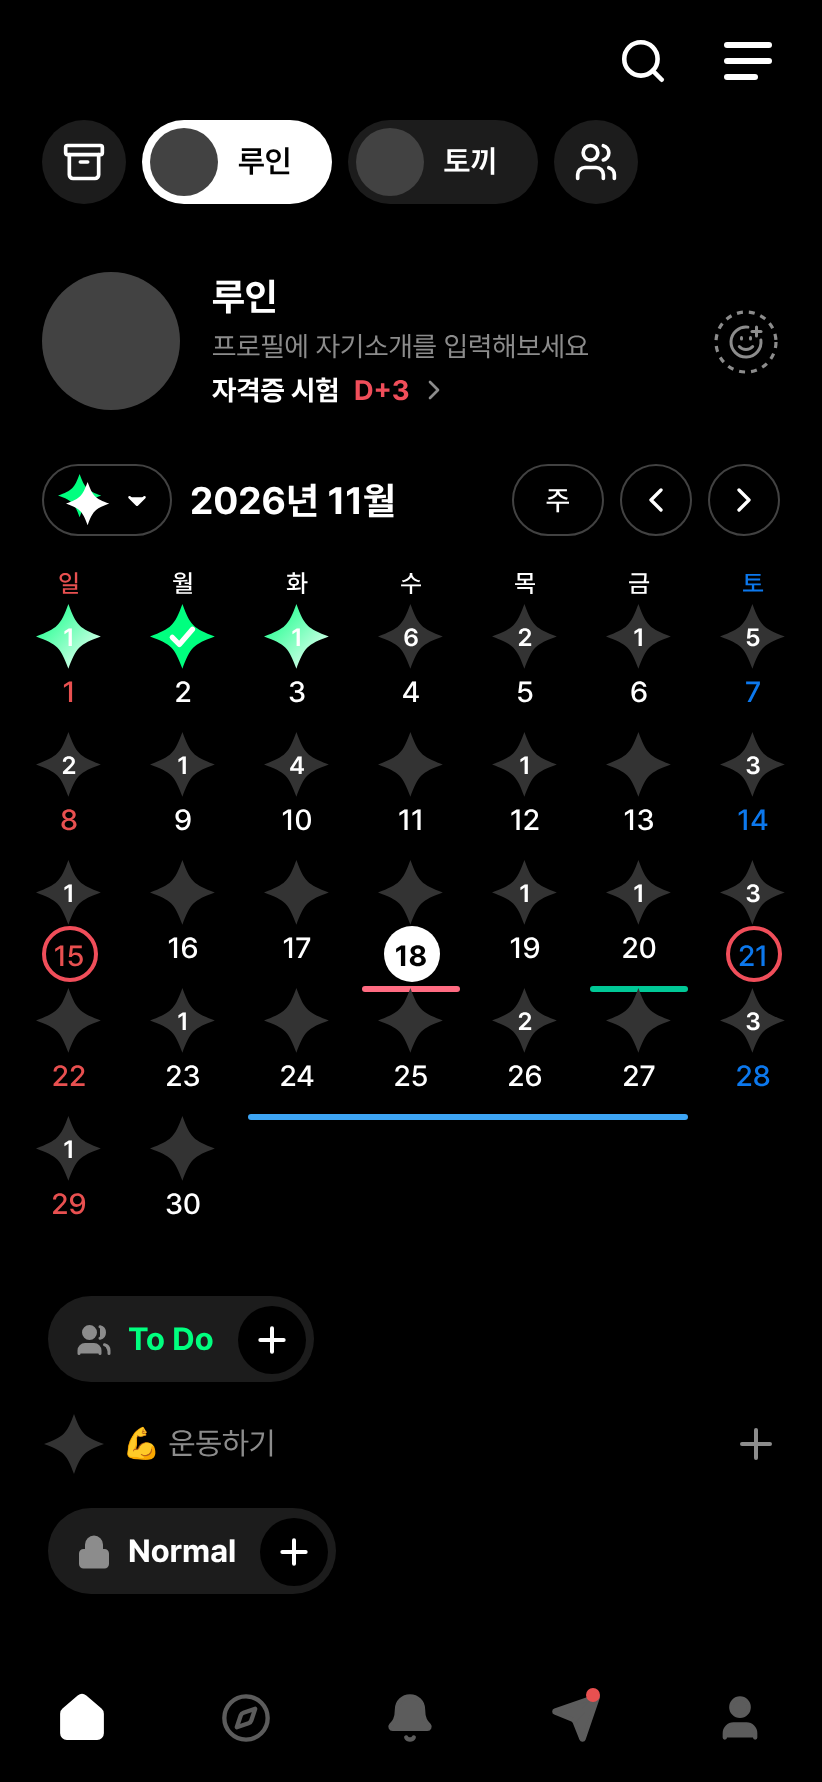 루인 토끼
루인
프로필에 자기소개를 입력해보세요
자격증 시험 D+3
2026년 11월 주
일 월 화 수 목 금 토
1 1 6 2 1 5
1 2 3 4 5 6 7
2 1 4 1 3
8 9 10 11 12 13 14
1 1 1 3
15 16 17 18 19 20 21
1 2 3
22 23 24 25 26 27 28
1
29 30
To Do
💪 운동하기
Normal